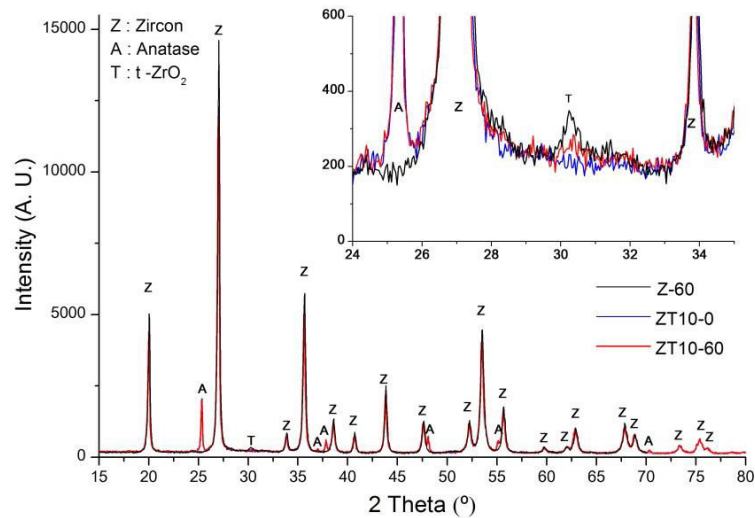 Z : Zircon
A : Anatase
T : t -ZrO2
Intensity (A. U.)
15000
10000
5000
0
15 20 25 30 35 40 45 50 55 60 65 70 75 80
2 Theta (º)
Z
A
Z
T
Z
Z
A
A
Z
Z
Z
Z
A
Z
Z
A
Z
Z
Z
Z
Z
Z
A
Z
Z
Z
600
400
200
0
24 26 28 30 32 34
A
Z
T
Z
Z-60
ZT10-0
ZT10-60